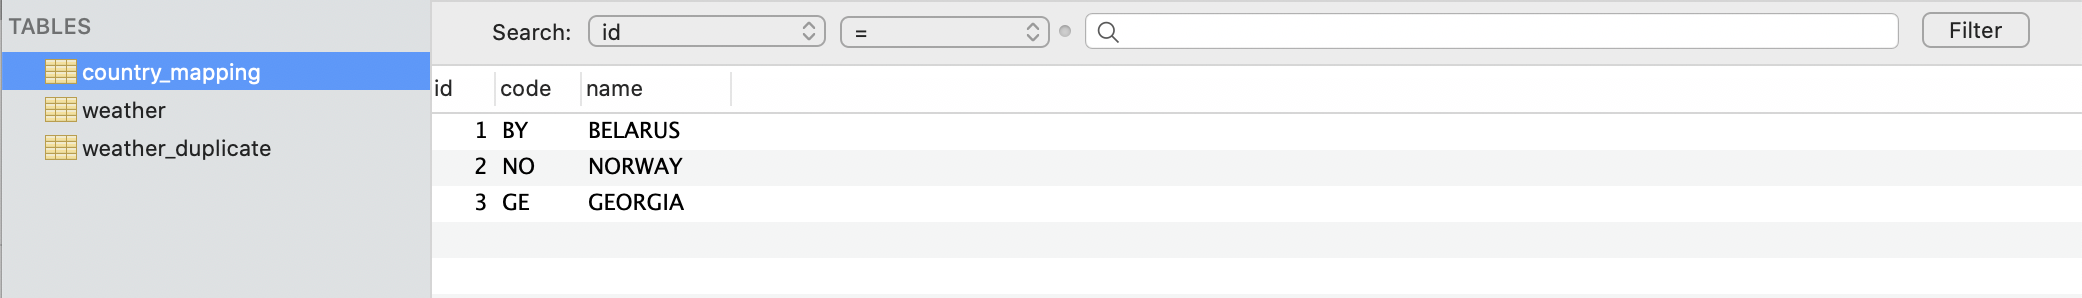 TABLES
country_mapping
weather
weather_duplicate
Search: id = Filter
id code name
1 BY BELARUS
2 NO NORWAY
3 GE GEORGIA